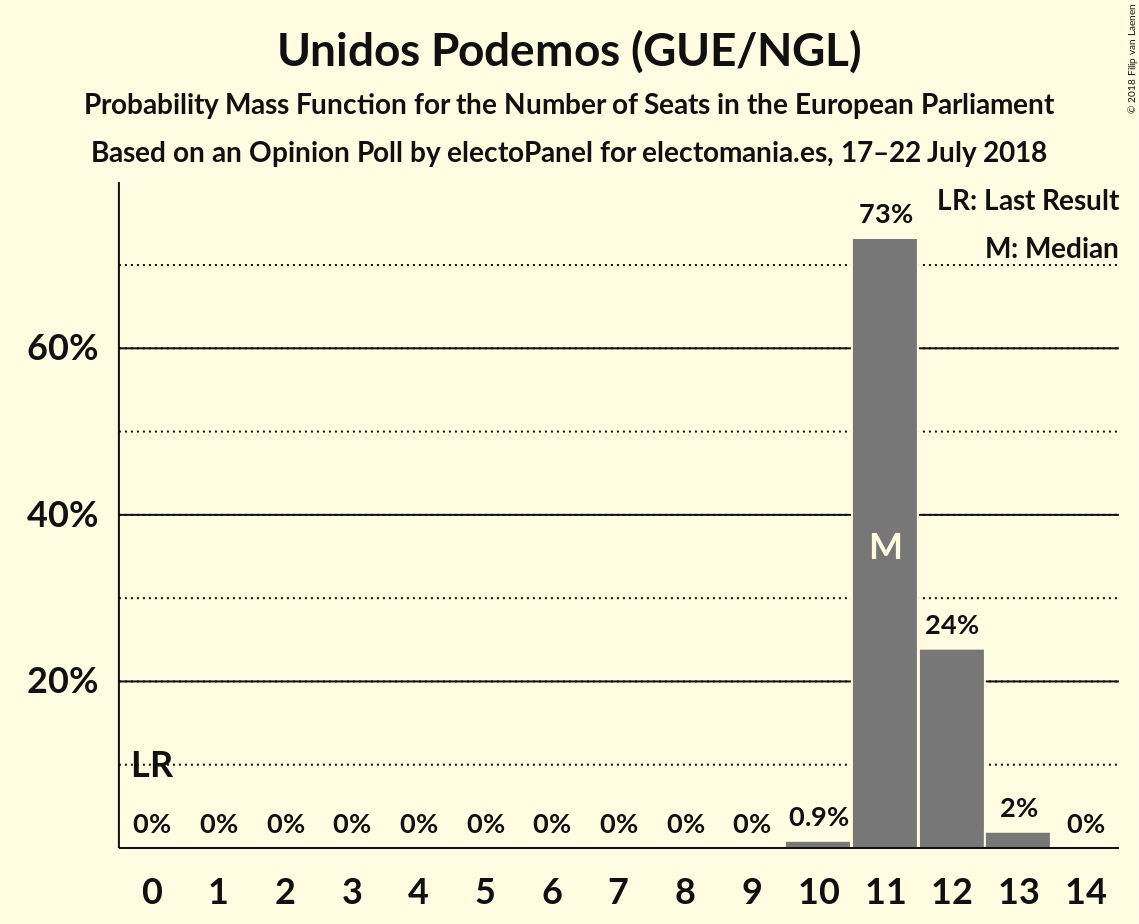 Unidos Podemos (GUE/NGL)
Probability Mass Function for the Number of Seats in the European Parliament
Based on an Opinion Poll by electoPanel for electomania.es, 17–22 July 2018
© 2018 Filip van Laenen
LR: Last Result
M: Median
60%
40%
20%
73%
M
24%
LR
0% 0% 0% 0% 0% 0% 0% 0% 0% 0% 0.9% 2% 0%
0 1 2 3 4 5 6 7 8 9 10 11 12 13 14